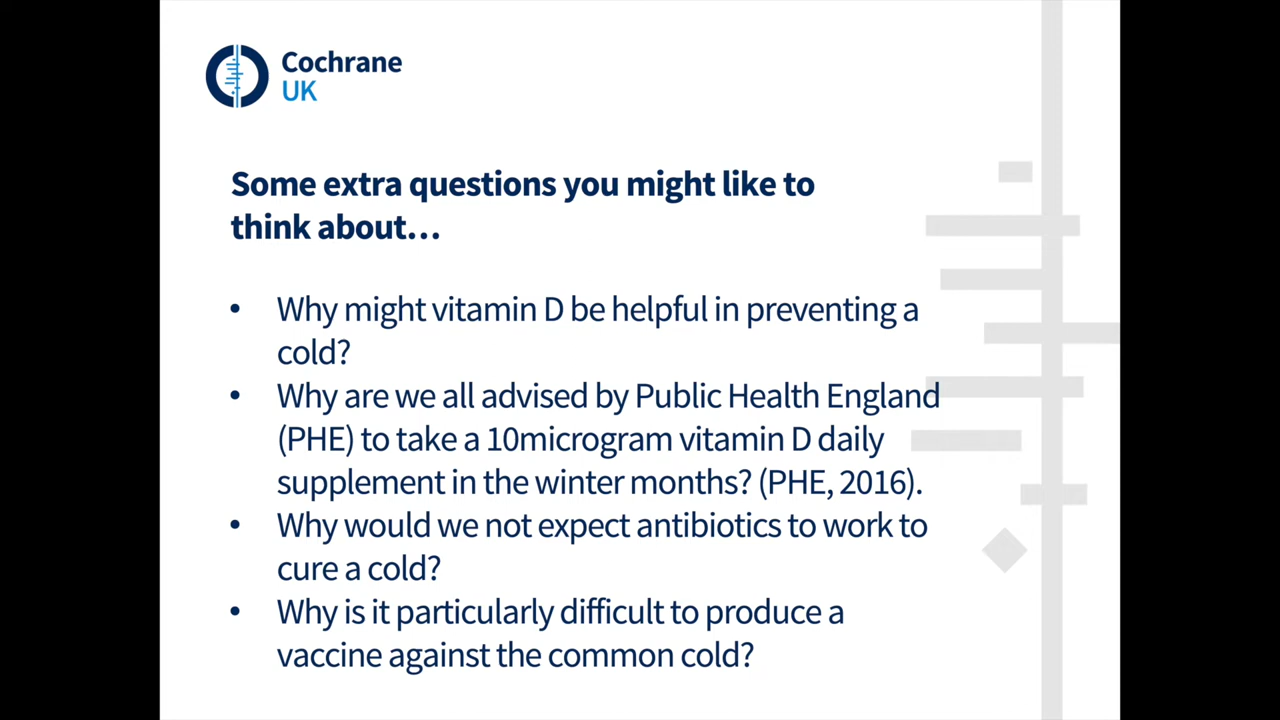 Cochrane
UK
Some extra questions you might like to
think about...
• Why might vitamin D be helpful in preventing a
cold?
• Why are we all advised by Public Health England
(PHE) to take a 10microgram vitamin D daily
supplement in the winter months? (PHE, 2016).
• Why would we not expect antibiotics to work to
cure a cold?
• Why is it particularly difficult to produce a
vaccine against the common cold?